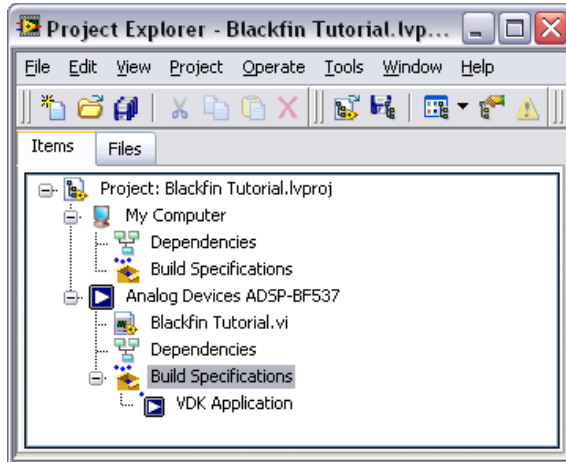 Project Explorer - Blackfin Tutorial.lvp...
File Edit View Project Operate Tools Window Help
Items Files
Project: Blackfin Tutorial.lvproj
My Computer
Dependencies
Build Specifications
Analog Devices ADSP-BF537
Blackfin Tutorial.vi
Dependencies
Build Specifications
VDK Application